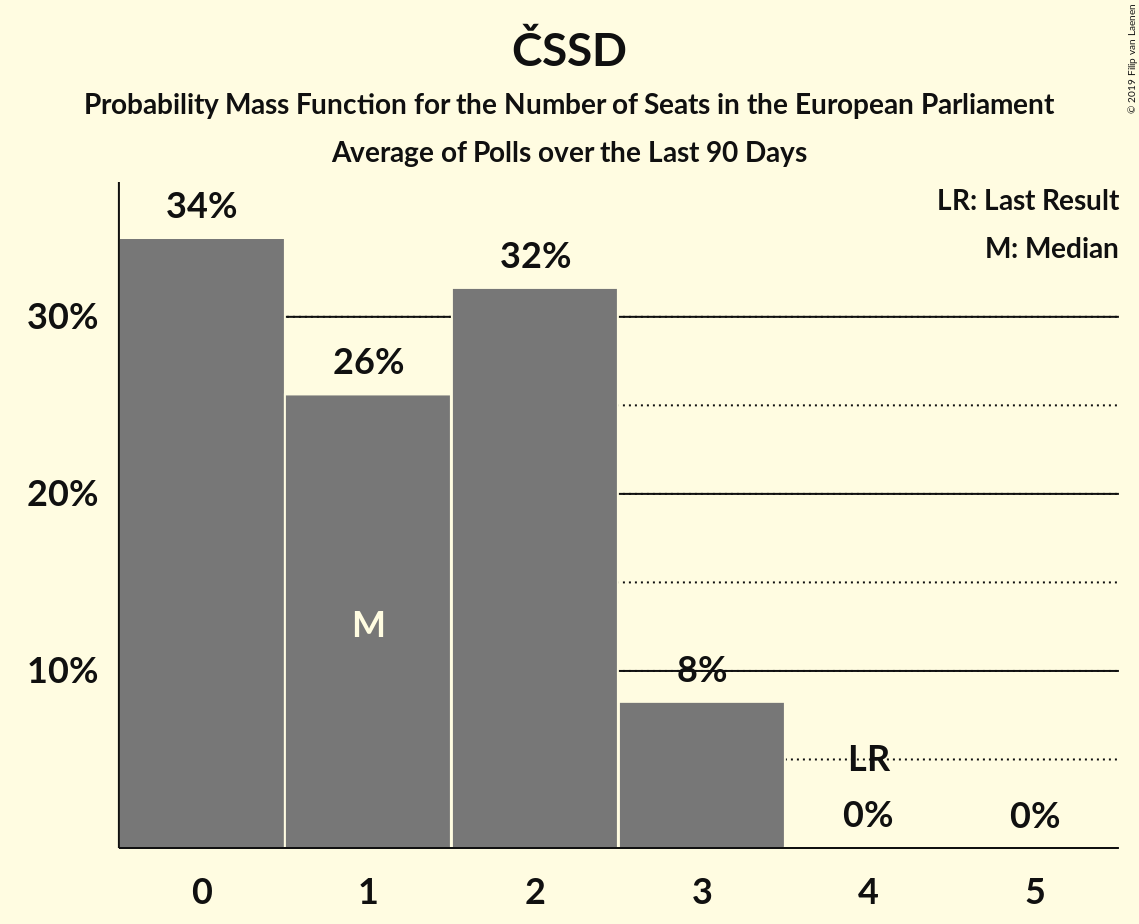 ČSSD
Probability Mass Function for the Number of Seats in the European Parliament
Average of Polls over the Last 90 Days
© 2019 Filip van Laenen
LR: Last Result
M: Median
34%
32%
30%
26%
20%
M
10%
8%
LR
0%
0%
0
1
2
3
4
5